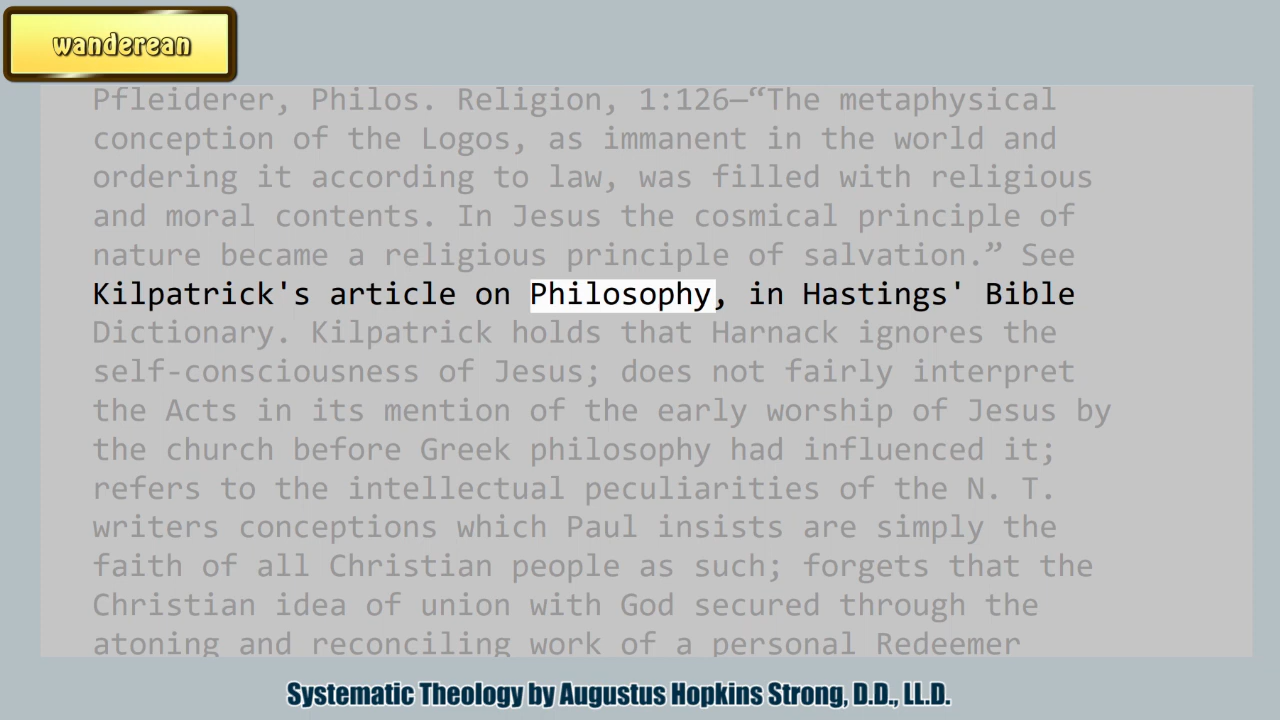 wanderean
Pfleiderer, Philos. Religion, 1:126—“The metaphysical
conception of the Logos, as immanent in the world and
ordering it according to law, was filled with religious
and moral contents. In Jesus the cosmical principle of
nature became a religious principle of salvation.” See
Kilpatrick's article on Philosophy, in Hastings' Bible
Dictionary. Kilpatrick holds that Harnack ignores the
self-consciousness of Jesus; does not fairly interpret
the Acts in its mention of the early worship of Jesus by
the church before Greek philosophy had influenced it;
refers to the intellectual peculiarities of the N. T.
writers conceptions which Paul insists are simply the
faith of all Christian people as such; forgets that the
Christian idea of union with God secured through the
atoning and reconciling work of a personal Redeemer
Systematic Theology by Augustus Hopkins Strong, D.D., LL.D.